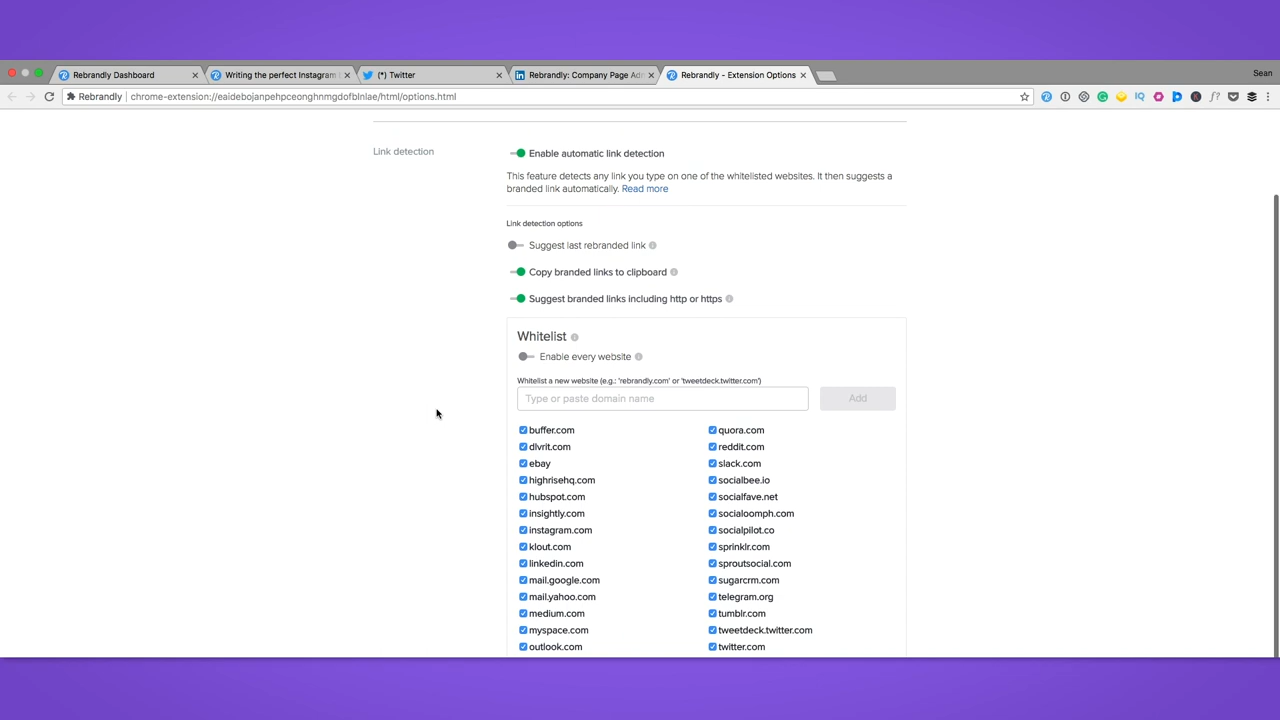 Rebrandly Dashboard
Writing the perfect Instagram
(*) Twitter
Rebrandly: Company Page Adm
Rebrandly - Extension Options
Sean
Rebrandly
chrome-extension://eaidebojanpehpceonghnmgdofblnlae/html/options.html
Link detection
Enable automatic link detection
This feature detects any link you type on one of the whitelisted websites. It then suggests a
branded link automatically. Read more
Link detection options
Suggest last rebranded link
Copy branded links to clipboard
Suggest branded links including http or https
Whitelist
Enable every website
Whitelist a new website (e.g.: 'rebrandly.com' or 'tweetdeck.twitter.com')
Type or paste domain name
Add
buffer.com
dlvrit.com
ebay
highrisehq.com
hubspot.com
insightly.com
instagram.com
klout.com
linkedin.com
mail.google.com
mail.yahoo.com
medium.com
myspace.com
outlook.com
quora.com
reddit.com
slack.com
socialbee.io
socialfave.net
socialoomph.com
socialpilot.co
sprinklr.com
sproutsocial.com
sugarcrm.com
telegram.org
tumblr.com
tweetdeck.twitter.com
twitter.com